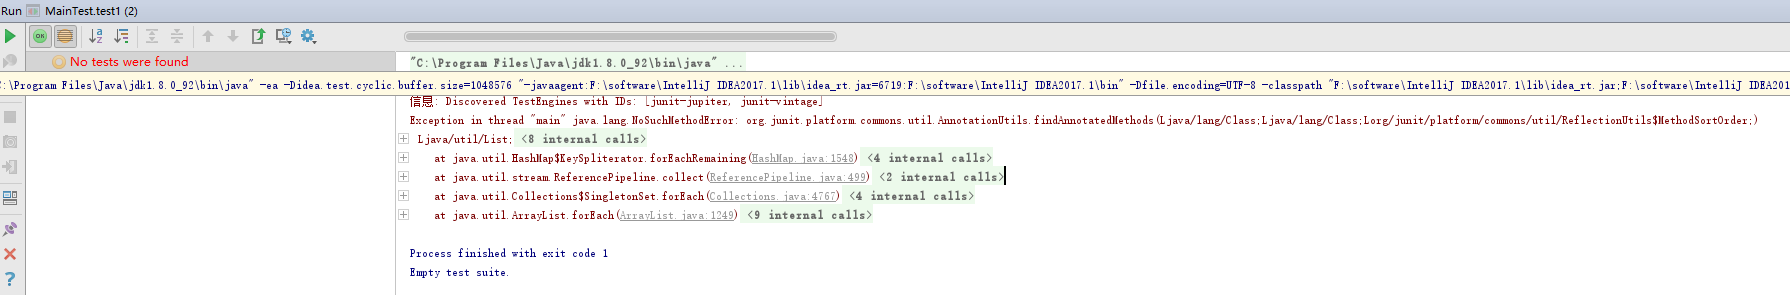 Run MainTest.test1 (2)
No tests were found
"C:\Program Files\Java\jdk1.8.0_92\bin\java" ...
C:\Program Files\Java\jdk1.8.0_92\bin\java" -ea -Didea.test.cyclic.buffer.size=1048576 "-javaagent:F:\software\IntelliJ IDEA2017.1\lib\idea_rt.jar=6719:F:\software\IntelliJ IDEA2017.1\bin" -Dfile.encoding=UTF-8 -classpath "F:\software\IntelliJ IDEA2017.1\lib\idea_rt.jar;F:\software\IntelliJ IDEA201
信息: Discovered TestEngines with IDs: [junit-jupiter, junit-vintage]
Exception in thread "main" java.lang.NoSuchMethodError: org.junit.platform.commons.util.AnnotationUtils.findAnnotatedMethods(Ljava/lang/Class;Ljava/lang/Class;Lorg/junit/platform/commons/util/ReflectionUtils$MethodSortOrder;)
Ljava/util/List; <8 internal calls>
at java.util.HashMap$KeySpliterator.forEachRemaining(HashMap.java:1548) <4 internal calls>
at java.util.stream.ReferencePipeline.collect(ReferencePipeline.java:499) <2 internal calls>
at java.util.Collections$SingletonSet.forEach(Collections.java:4767) <4 internal calls>
at java.util.ArrayList.forEach(ArrayList.java:1249) <9 internal calls>
Process finished with exit code 1
Empty test suite.